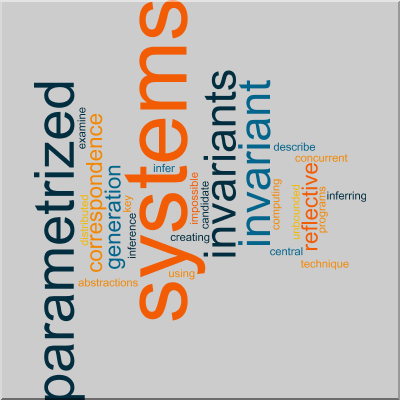 parametrized
examine
distributed
correspondence
abstractions
generation
key
inference
systems
infer
using
creating
impossible
candidate
invariants
invariant
describe
concurrent
computing
central
unbounded
reflective
programs
inferring
technique